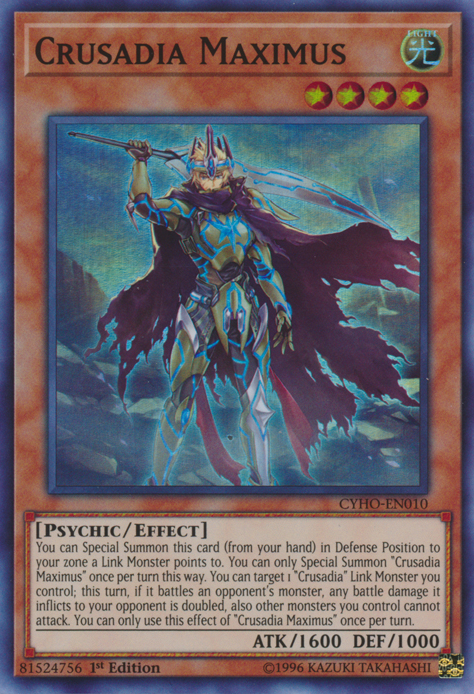 CRUSADIA MAXIMUS
LIGHT
光
CYHO-EN010
[PSYCHIC/EFFECT]
You can Special Summon this card (from your hand) in Defense Position to
your zone a Link Monster points to. You can only Special Summon "Crusadia
Maximus" once per turn this way. You can target 1 "Crusadia" Link Monster you
control; this turn, if it battles an opponent's monster, any battle damage it
inflicts to your opponent is doubled, also other monsters you control cannot
attack. You can only use this effect of "Crusadia Maximus" once per turn.
ATK/1600 DEF/1000
81524756 1st Edition ©1996 KAZUKI TAKAHASHI